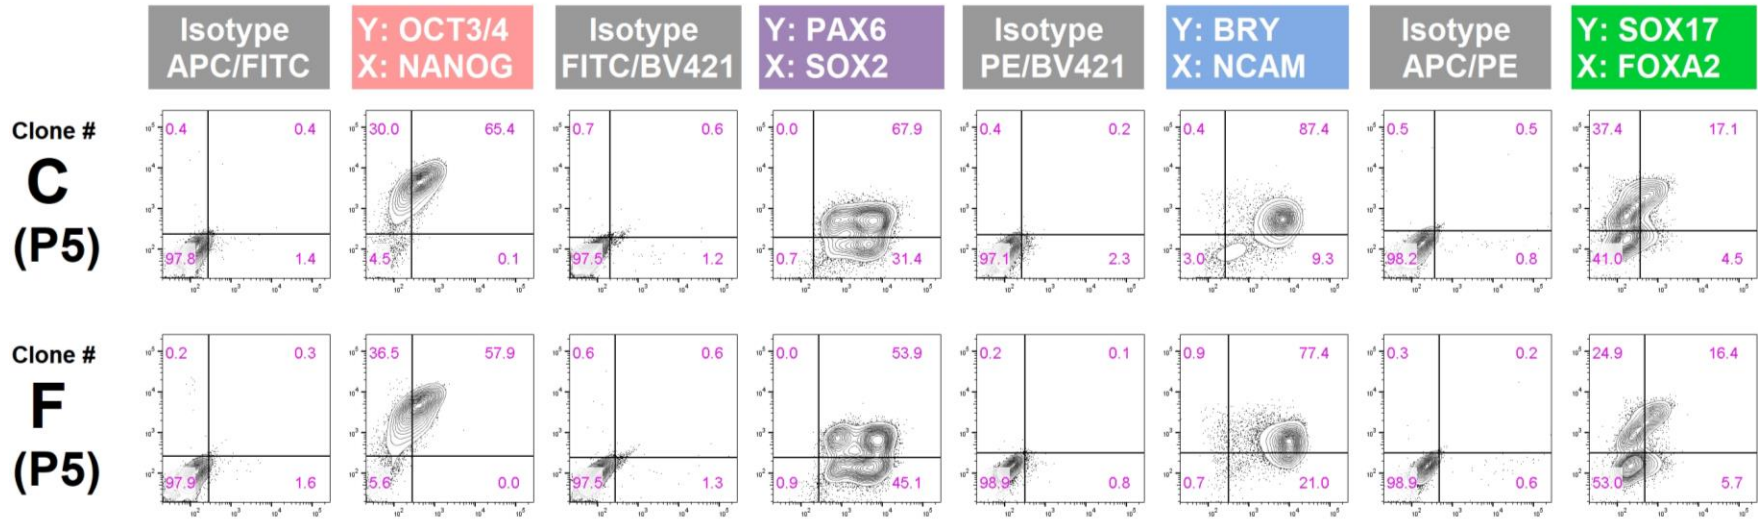 Isotype
APC/FITC
Y: OCT3/4
X: NANOG
Isotype
FITC/BV421
Y: PAX6
X: SOX2
Isotype
PE/BV421
Y: BRY
X: NCAM
Isotype
APC/PE
Y: SOX17
X: FOXA2
Clone #
C
(P5)
0.4 0.4
97.8 1.4
30.0 65.4
4.5 0.1
0.7 0.6
97.5 1.2
0.0 67.9
0.7 31.4
0.4 0.2
97.1 2.3
0.4 87.4
3.0 9.3
0.5 0.5
98.2 0.8
37.4 17.1
41.0 4.5
Clone #
F
(P5)
0.2 0.3
97.9 1.6
36.5 57.9
5.6 0.0
0.6 0.6
97.5 1.3
0.0 53.9
0.9 45.1
0.2 0.1
98.9 0.8
0.9 77.4
0.7 21.0
0.3 0.2
98.9 0.6
24.9 16.4
53.0 5.7